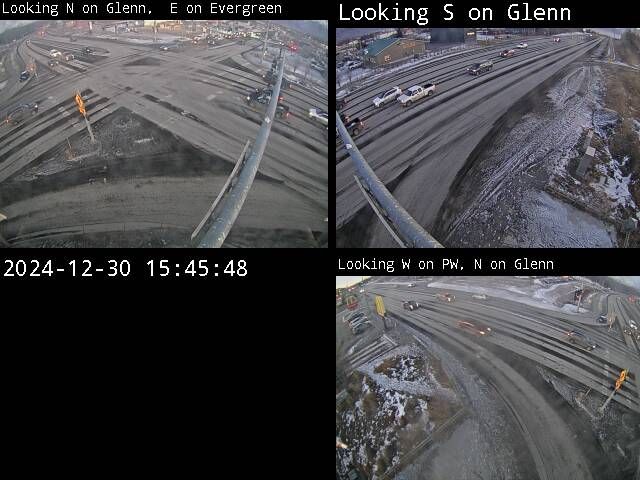 Looking N on Glenn,  E on Evergreen
Looking S on Glenn
2024-12-30 15:45:48
Looking W on PW, N on Glenn